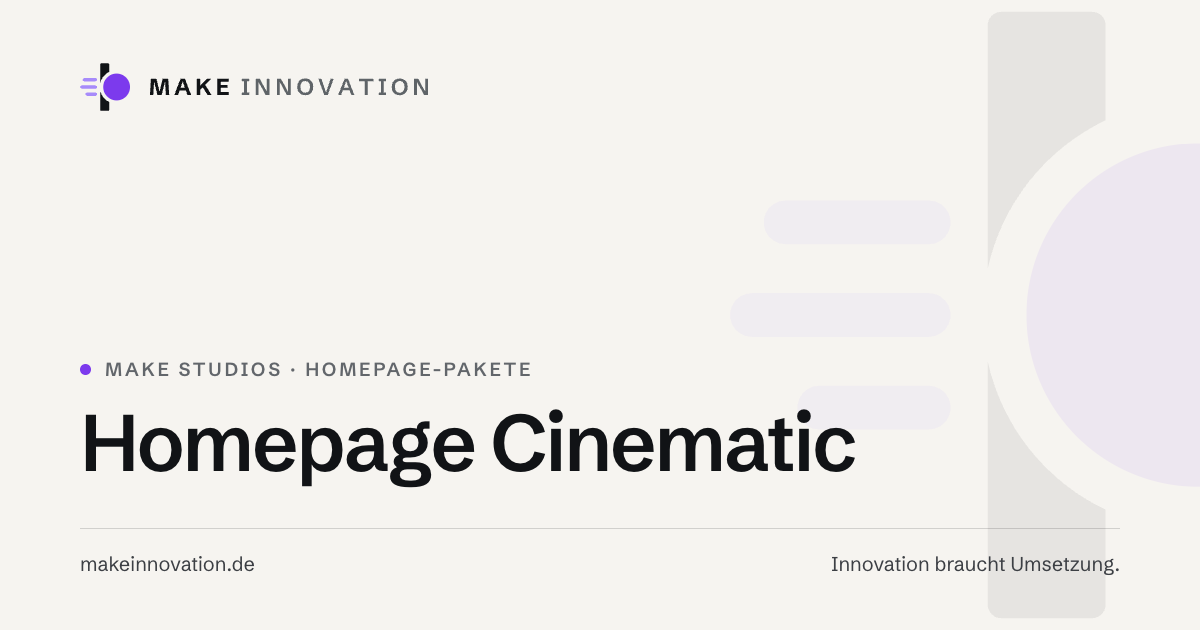 MAKE INNOVATION
MAKE STUDIOS · HOMEPAGE-PAKETE
Homepage Cinematic
makeinnovation.de
Innovation braucht Umsetzung.